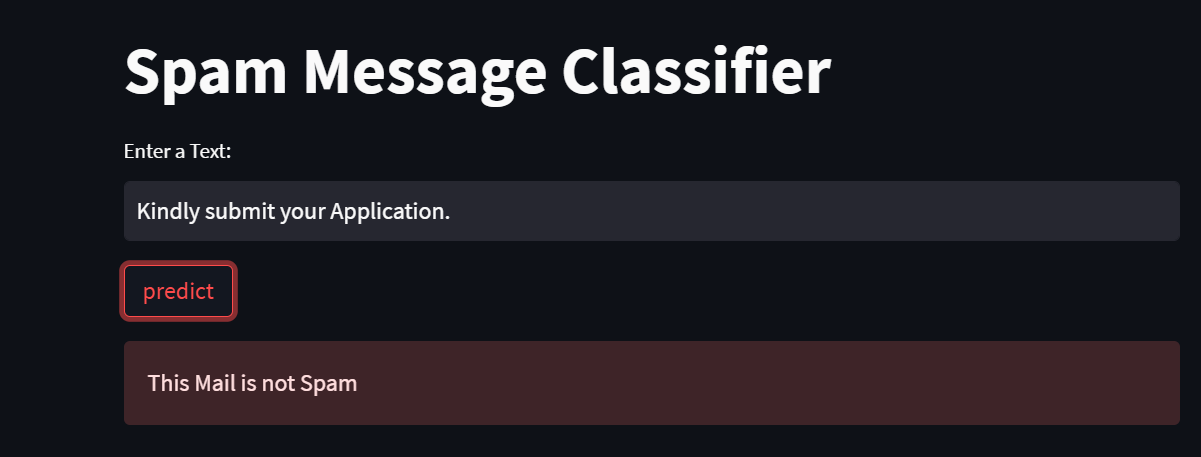 Spam Message Classifier
Enter a Text:
Kindly submit your Application.
predict
This Mail is not Spam